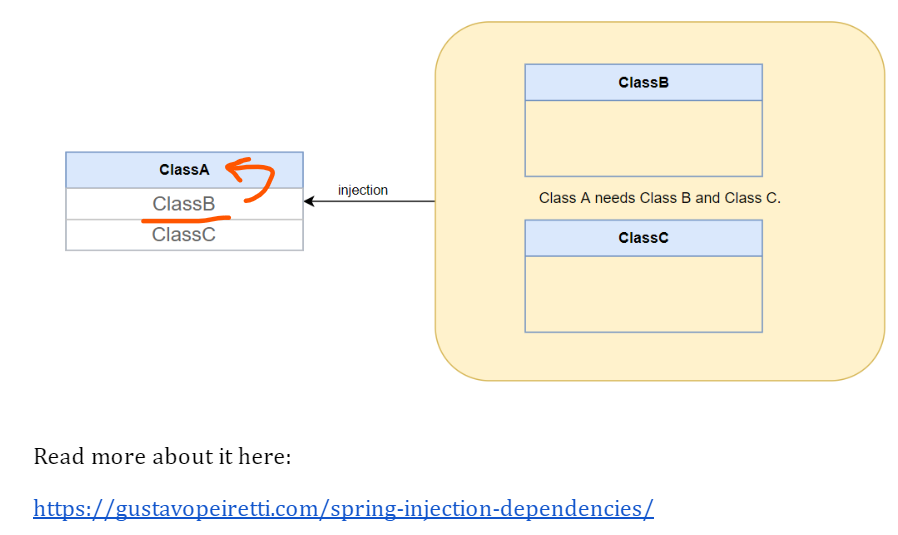 ClassA
ClassB
ClassC
injection
ClassB
Class A needs Class B and Class C.
ClassC
Read more about it here:
https://gustavopeiretti.com/spring-injection-dependencies/